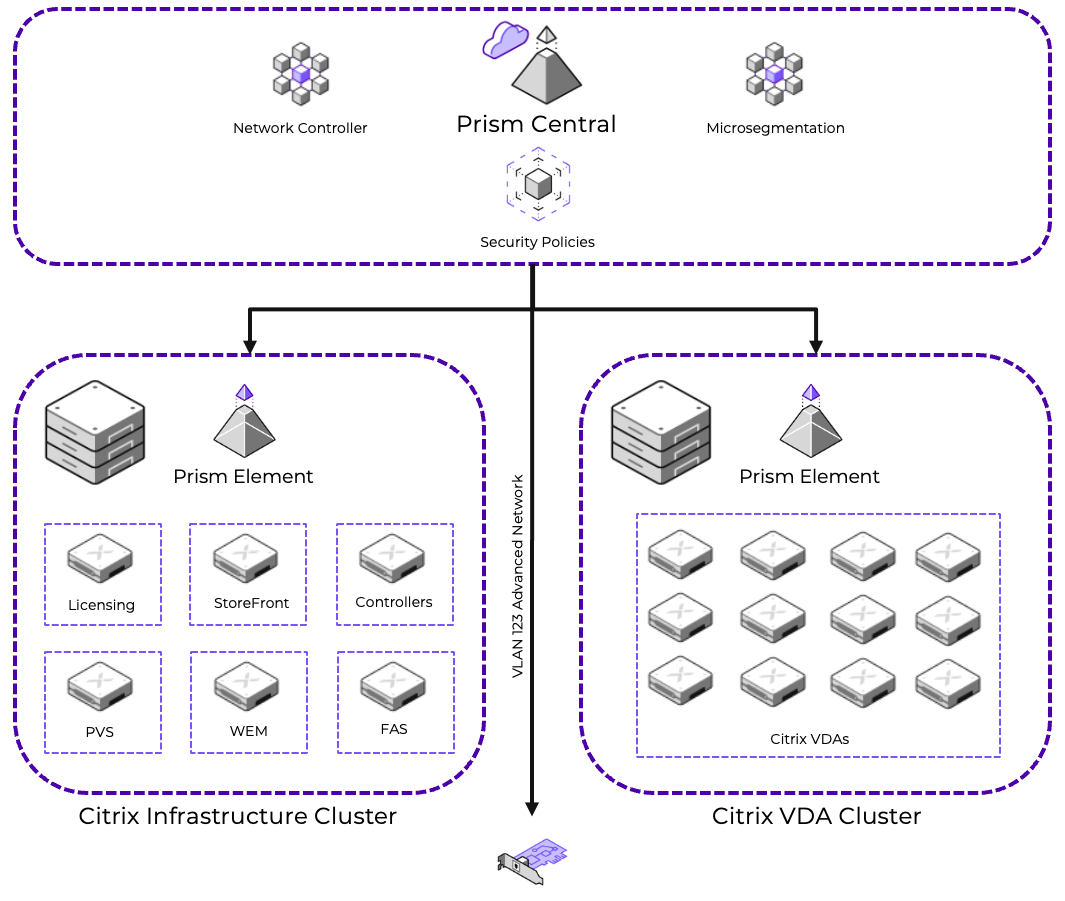 Network Controller
Prism Central
Microsegmentation
Security Policies
Prism Element
Prism Element
VLAN 123 Advanced Network
Licensing
StoreFront
Controllers
PVS
WEM
FAS
Citrix VDAs
Citrix Infrastructure Cluster
Citrix VDA Cluster